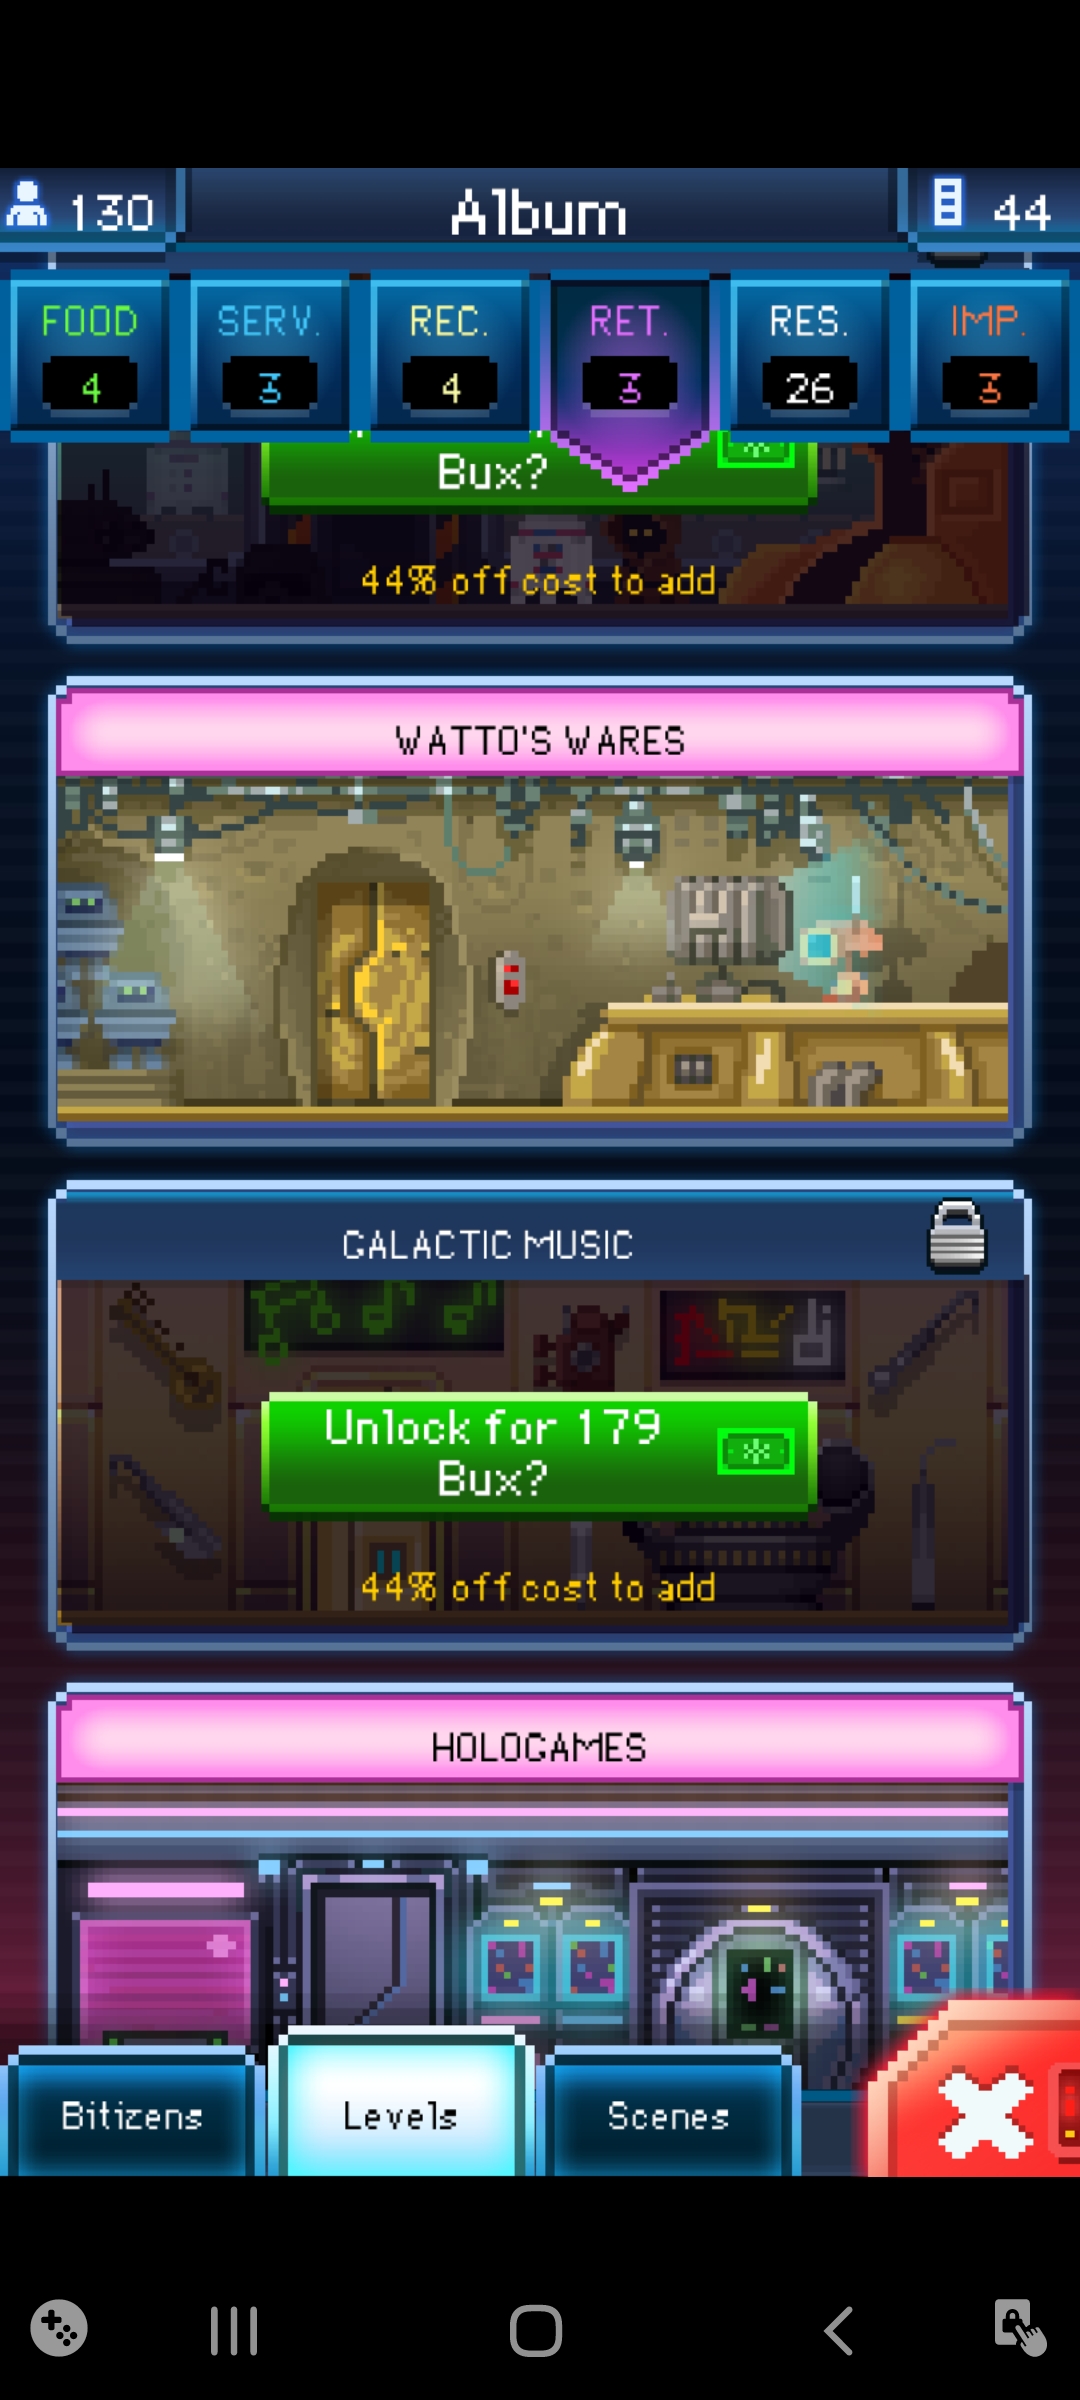 130
Album
44
FOOD
SERV.
REC.
RET.
RES.
IMP.
4
3
4
3
26
3
Bux?
44% off cost to add
WATTO'S WARES
GALACTIC MUSIC
Unlock for 179
Bux?
44% off cost to add
HOLOGAMES
Bitizens
Levels
Scenes